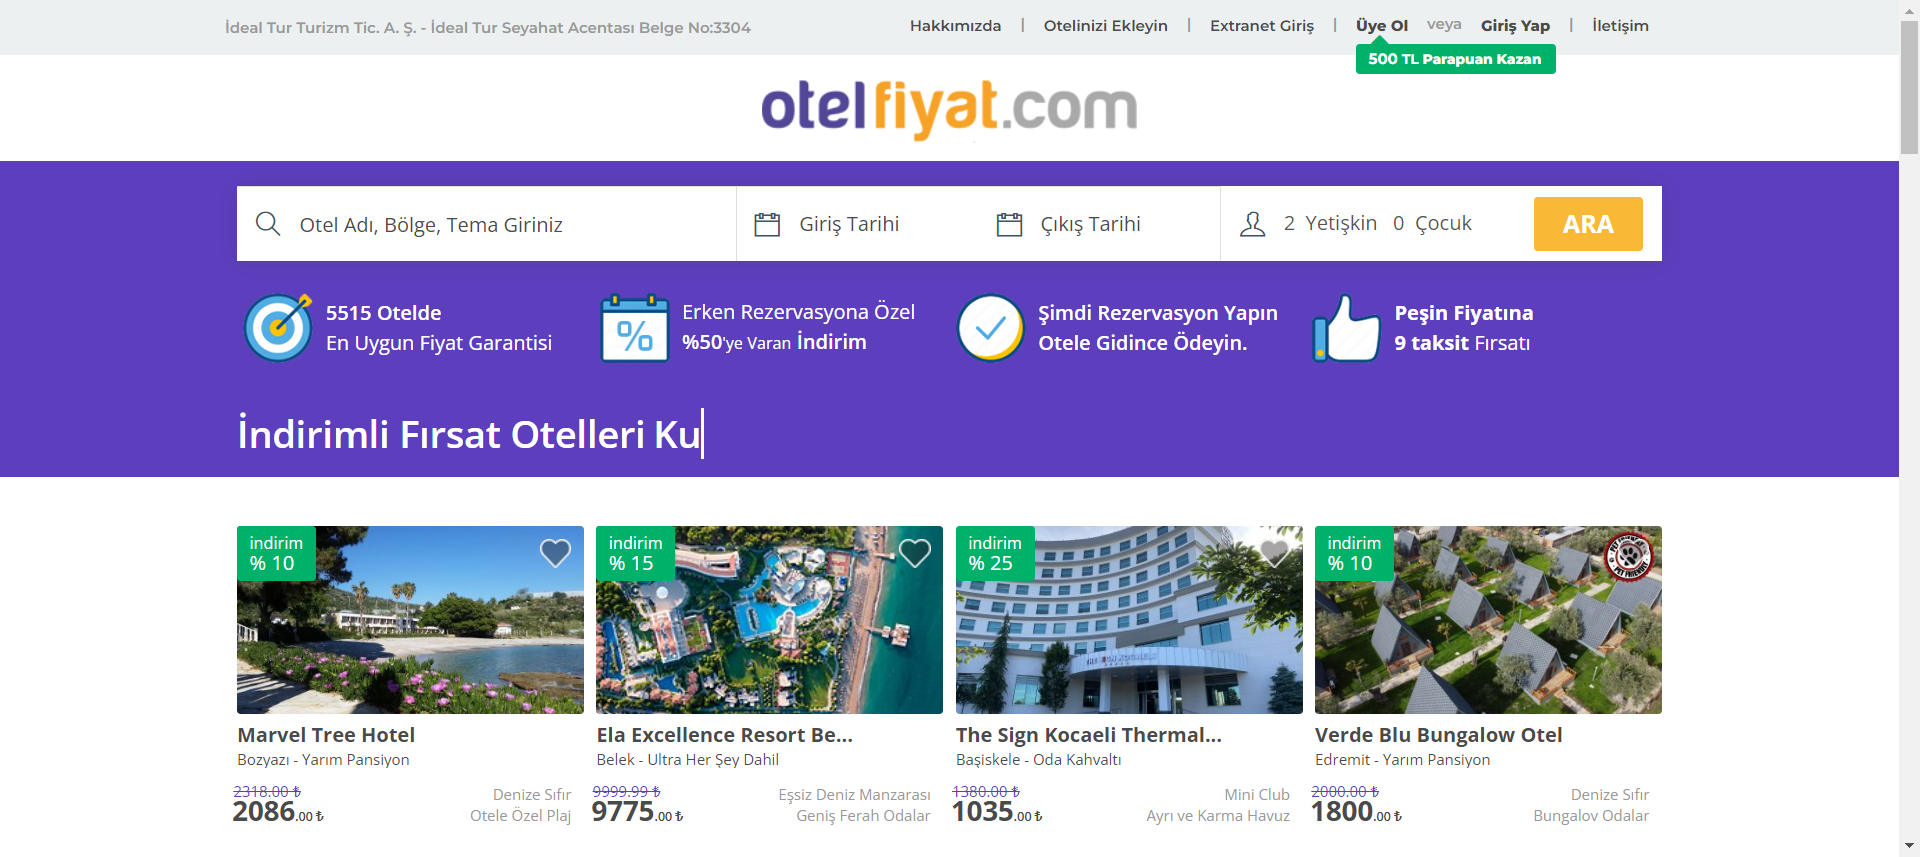 İdeal Tur Turizm Tic. A. Ş. - İdeal Tur Seyahat Acentası Belge No:3304
Hakkımızda | Otelinizi Ekleyin | Extranet Giriş | Üye Ol veya Giriş Yap | İletişim
500 TL Parapuan Kazan
otelfiyat.com
Otel Adı, Bölge, Tema Giriniz
Giriş Tarihi
Çıkış Tarihi
2 Yetişkin 0 Çocuk
ARA
5515 Otelde
En Uygun Fiyat Garantisi
%
Erken Rezervasyona Özel
%50'ye Varan İndirim
Şimdi Rezervasyon Yapın
Otele Gidince Ödeyin.
Peşin Fiyatına
9 taksit Fırsatı
İndirimli Fırsat Otelleri Ku
indirim
% 10
Marvel Tree Hotel
Bozyazı - Yarım Pansiyon
2318.00 ₺
2086.00 ₺
Denize Sıfır
Otele Özel Plaj
indirim
% 15
Ela Excellence Resort Be...
Belek - Ultra Her Şey Dahil
9999.99 ₺
9775.00 ₺
Eşsiz Deniz Manzarası
Geniş Ferah Odalar
indirim
% 25
THE SIGN KOCAELİ
The Sign Kocaeli Thermal...
Başiskele - Oda Kahvaltı
1380.00 ₺
1035.00 ₺
Mini Club
Ayrı ve Karma Havuz
indirim
% 10
PET FRIENDLY
Verde Blu Bungalow Otel
Edremit - Yarım Pansiyon
2000.00 ₺
1800.00 ₺
Denize Sıfır
Bungalov Odalar